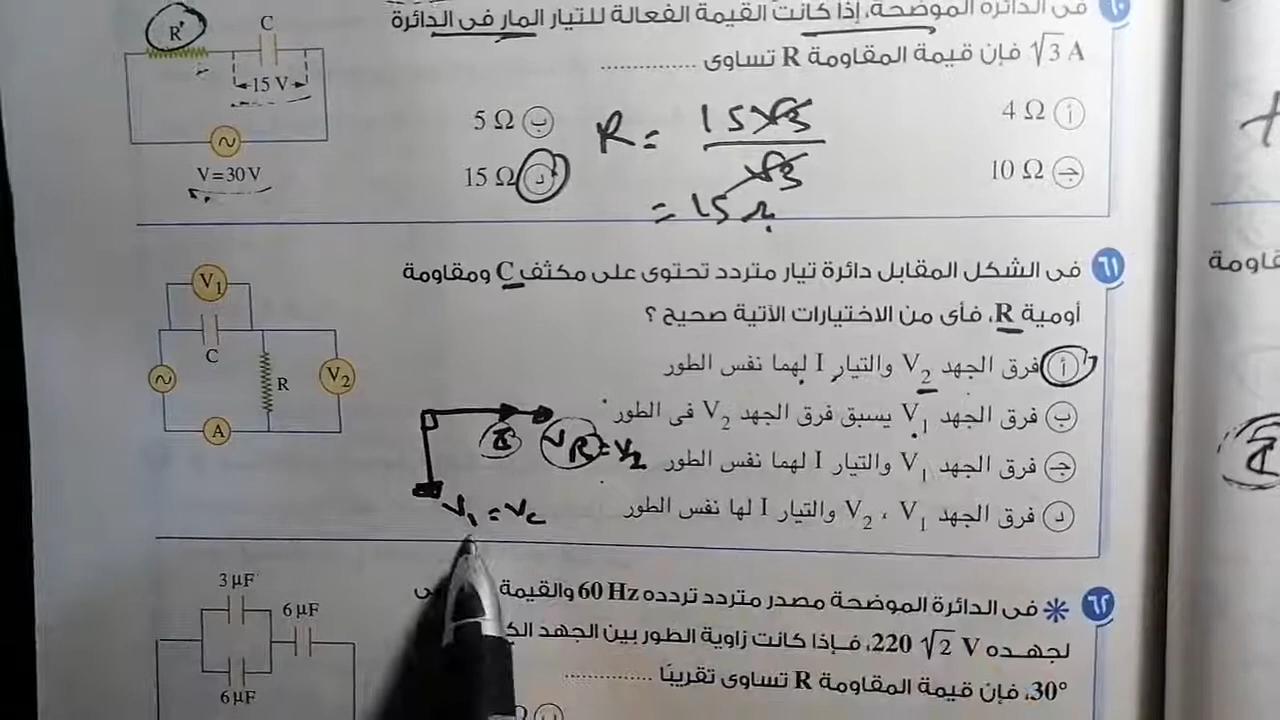 ٦٠ فى الدائرة الموضحة، إذا كانت القيمة الفعالة للتيار المار فى الدائرة
√3 A فإن قيمة المقاومة R تساوى ..............
أ 4 Ω
ب 5 Ω
جـ 10 Ω
د 15 Ω
R
C
15 V
V=30V
R = 15√3
√3
= 15 Ω
٦١ فى الشكل المقابل دائرة تيار متردد تحتوى على مكثف C ومقاومة
أومية R، فأى من الاختيارات الآتية صحيح ؟
أ فرق الجهد V2 والتيار I لهما نفس الطور
ب فرق الجهد V1 يسبق فرق الجهد V2 فى الطور
جـ فرق الجهد V1 والتيار I لهما نفس الطور
د فرق الجهد V1 ، V2 والتيار I لها نفس الطور
V1
C
R
V2
A
I
VR = V2
V1 = VC
٦٢ * فى الدائرة الموضحة مصدر متردد تردده 60 Hz والقيمة
لجهده 220 √2 V، فإذا كانت زاوية الطور بين الجهد
30°، فإن قيمة المقاومة R تساوى تقريبًا ..............
3 μF
6 μF
6 μF
ب
قاومة
I